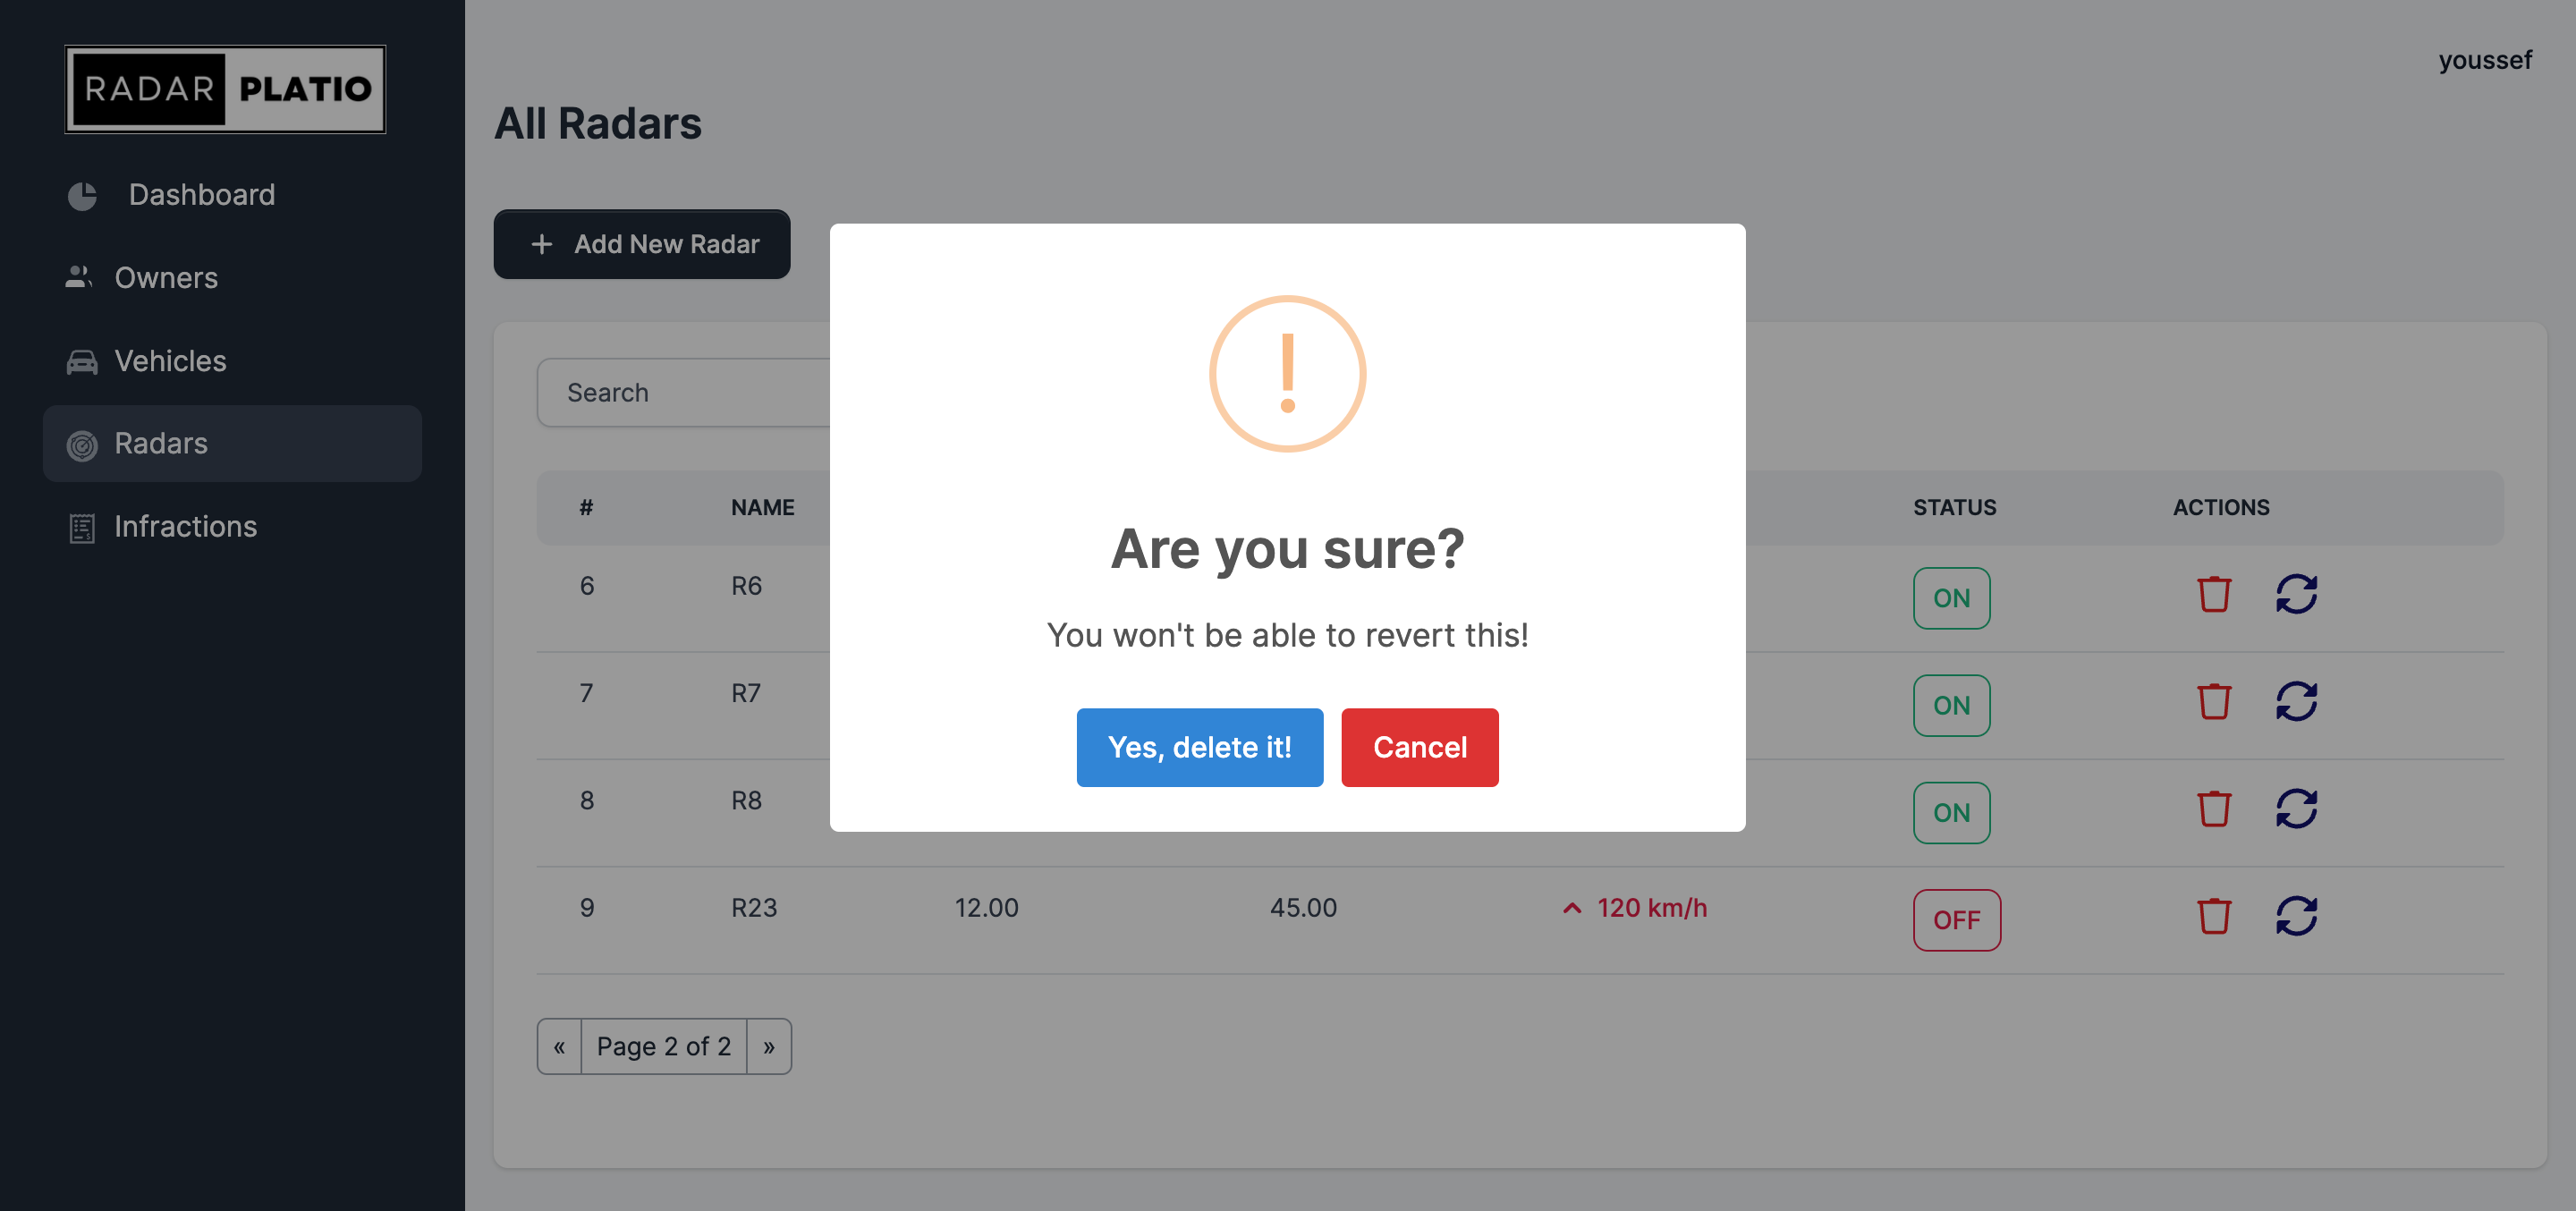 RADAR PLATIO
youssef
All Radars
Dashboard
+ Add New Radar
Owners
Vehicles
Search
Radars
Infractions
# NAME STATUS ACTIONS
6 R6 ON
7 R7 ON
8 R8 ON
9 R23 12.00 45.00 120 km/h OFF
« Page 2 of 2 »
!
Are you sure?
You won't be able to revert this!
Yes, delete it! Cancel